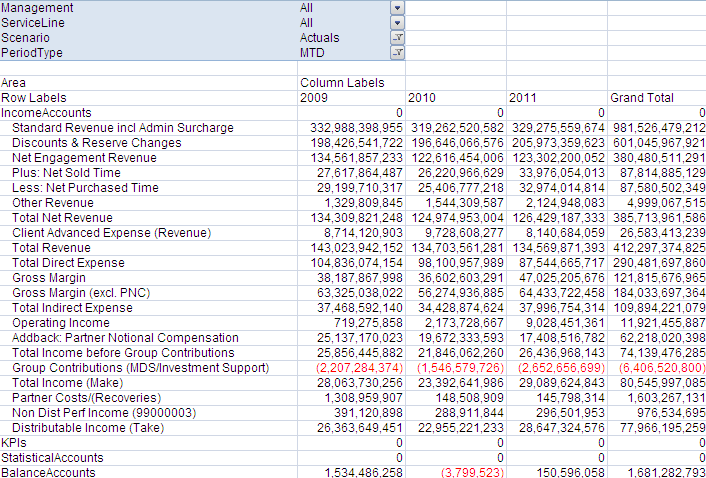 Management All
ServiceLine All
Scenario Actuals
PeriodType MTD
Area Column Labels
Row Labels 2009 2010 2011 Grand Total
IncomeAccounts 0 0 0 0
Standard Revenue incl Admin Surcharge 332,988,398,955 319,262,520,582 329,275,559,674 981,526,479,212
Discounts & Reserve Changes 198,426,541,722 196,646,066,576 205,973,359,623 601,045,967,921
Net Engagement Revenue 134,561,857,233 122,616,454,006 123,302,200,052 380,480,511,291
Plus: Net Sold Time 27,617,864,487 26,220,966,629 33,976,054,013 87,814,885,129
Less: Net Purchased Time 29,199,710,317 25,406,777,218 32,974,014,814 87,580,502,349
Other Revenue 1,329,809,845 1,544,309,587 2,124,948,083 4,999,067,515
Total Net Revenue 134,309,821,248 124,974,953,004 126,429,187,333 385,713,961,586
Client Advanced Expense (Revenue) 8,714,120,903 9,728,608,277 8,140,684,059 26,583,413,239
Total Revenue 143,023,942,152 134,703,561,281 134,569,871,393 412,297,374,825
Total Direct Expense 104,836,074,154 98,100,957,989 87,544,665,717 290,481,697,860
Gross Margin 38,187,867,998 36,602,603,291 47,025,205,676 121,815,676,965
Gross Margin (excl. PNC) 63,325,038,022 56,274,936,885 64,433,722,458 184,033,697,364
Total Indirect Expense 37,468,592,140 34,428,874,624 37,996,754,314 109,894,221,079
Operating Income 719,275,858 2,173,728,667 9,028,451,361 11,921,455,887
Addback: Partner Notional Compensation 25,137,170,023 19,672,333,593 17,408,516,782 62,218,020,398
Total Income before Group Contributions 25,856,445,882 21,846,062,260 26,436,968,143 74,139,476,285
Group Contributions (MDS/Investment Support) (2,207,284,374) (1,546,579,726) (2,652,656,699) (6,406,520,800)
Total Income (Make) 28,063,730,256 23,392,641,986 29,089,624,843 80,545,997,085
Partner Costs/(Recoveries) 1,308,959,907 148,508,909 145,798,314 1,603,267,131
Non Dist Perf Income (99000003) 391,120,898 288,911,844 296,501,953 976,534,695
Distributable Income (Take) 26,363,649,451 22,955,221,233 28,647,324,576 77,966,195,259
KPIs 0 0 0 0
StatisticalAccounts 0 0 0 0
BalanceAccounts 1,534,486,258 (3,799,523) 150,596,058 1,681,282,793